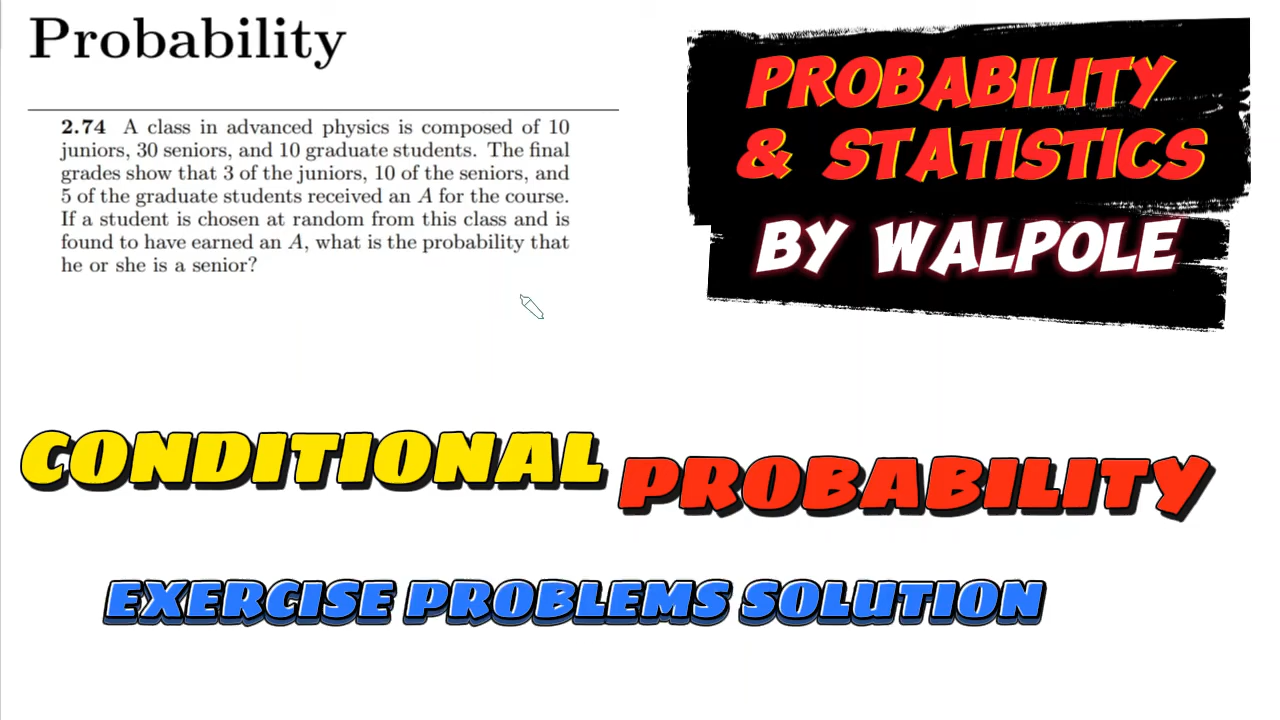 Probability
2.74 A class in advanced physics is composed of 10
juniors, 30 seniors, and 10 graduate students. The final
grades show that 3 of the juniors, 10 of the seniors, and
5 of the graduate students received an A for the course.
If a student is chosen at random from this class and is
found to have earned an A, what is the probability that
he or she is a senior?
PROBABILITY
& STATISTICS
BY WALPOLE
CONDITIONAL PROBABILITY
EXERCISE PROBLEMS SOLUTION